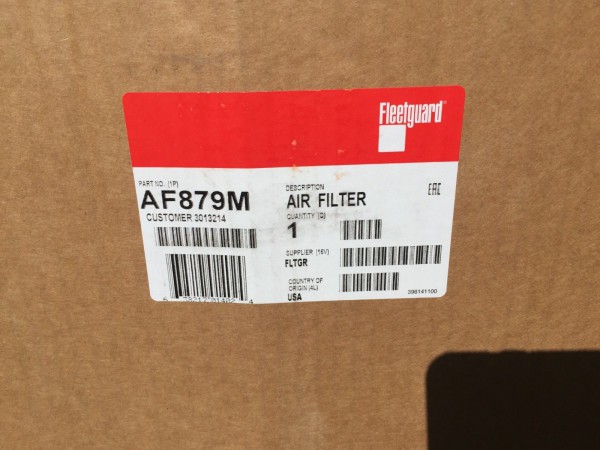 Fleetguard
PART NO. (1P)
AF879M
CUSTOMER 3013214
DESCRIPTION
AIR FILTER
EAC
QUANTITY (Q)
1
SUPPLIER (16V)
FLTGR
COUNTRY OF
ORIGIN (4L)
USA
396141100